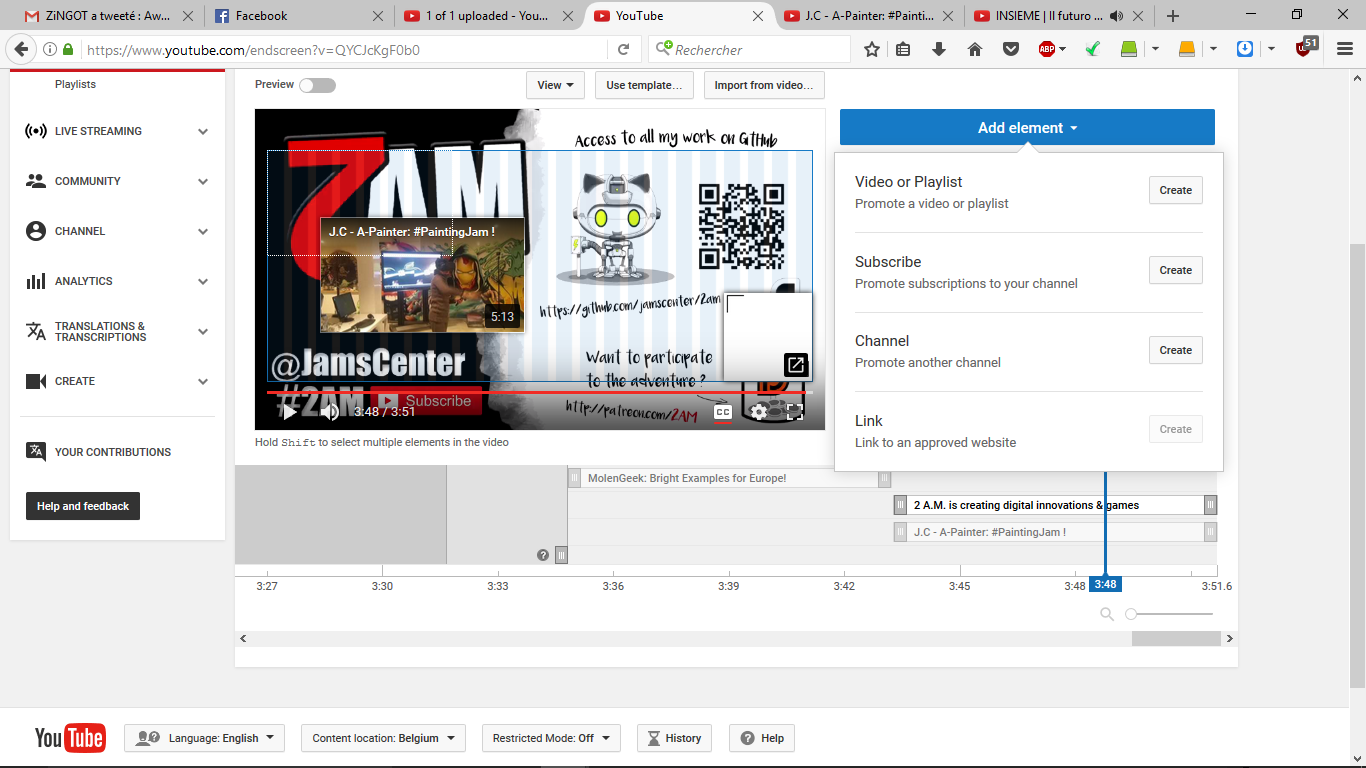 ZiNGOT a tweeté : Aw...
Facebook
1 of 1 uploaded - You...
YouTube
J.C - A-Painter: #Painti...
INSIEME | Il futuro ...
https://www.youtube.com/endscreen?v=QYCJcKgF0b0
Rechercher
ABP
51
Playlists
LIVE STREAMING
COMMUNITY
CHANNEL
ANALYTICS
TRANSLATIONS &
TRANSCRIPTIONS
CREATE
YOUR CONTRIBUTIONS
Help and feedback
Preview
View
Use template...
Import from video...
2AM
Access to all my work on GitHub
J.C - A-Painter: #PaintingJam !
5:13
https://github.com/jamscenter/2am
@JamsCenter
Want to participate
to the adventure ?
#2AM
Subscribe
http://patreon.com/2AM
3:48 / 3:51
CC
Hold Shift to select multiple elements in the video
Add element
Video or Playlist
Promote a video or playlist
Create
Subscribe
Promote subscriptions to your channel
Create
Channel
Promote another channel
Create
Link
Link to an approved website
Create
MolenGeek: Bright Examples for Europe!
2 A.M. is creating digital innovations & games
J.C - A-Painter: #PaintingJam !
?
3:27
3:30
3:33
3:36
3:39
3:42
3:45
3:48
3:48
3:51.6
YouTube
Language: English
Content location: Belgium
Restricted Mode: Off
History
Help